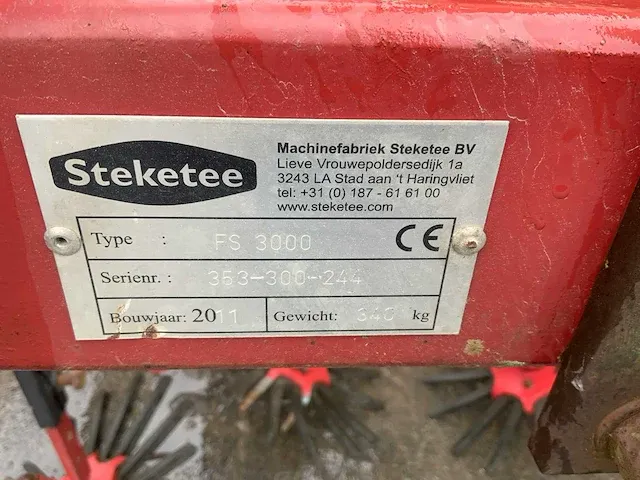 Steketee
Machinefabriek Steketee BV
Lieve Vrouwepoldersedijk 1a
3243 LA Stad aan 't Haringvliet
tel: +31 (0) 187 - 61 61 00
www.steketee.com
Type : FS 3000 CE
Serienr. : 353-300-244
Bouwjaar: 2011 Gewicht: 340 kg